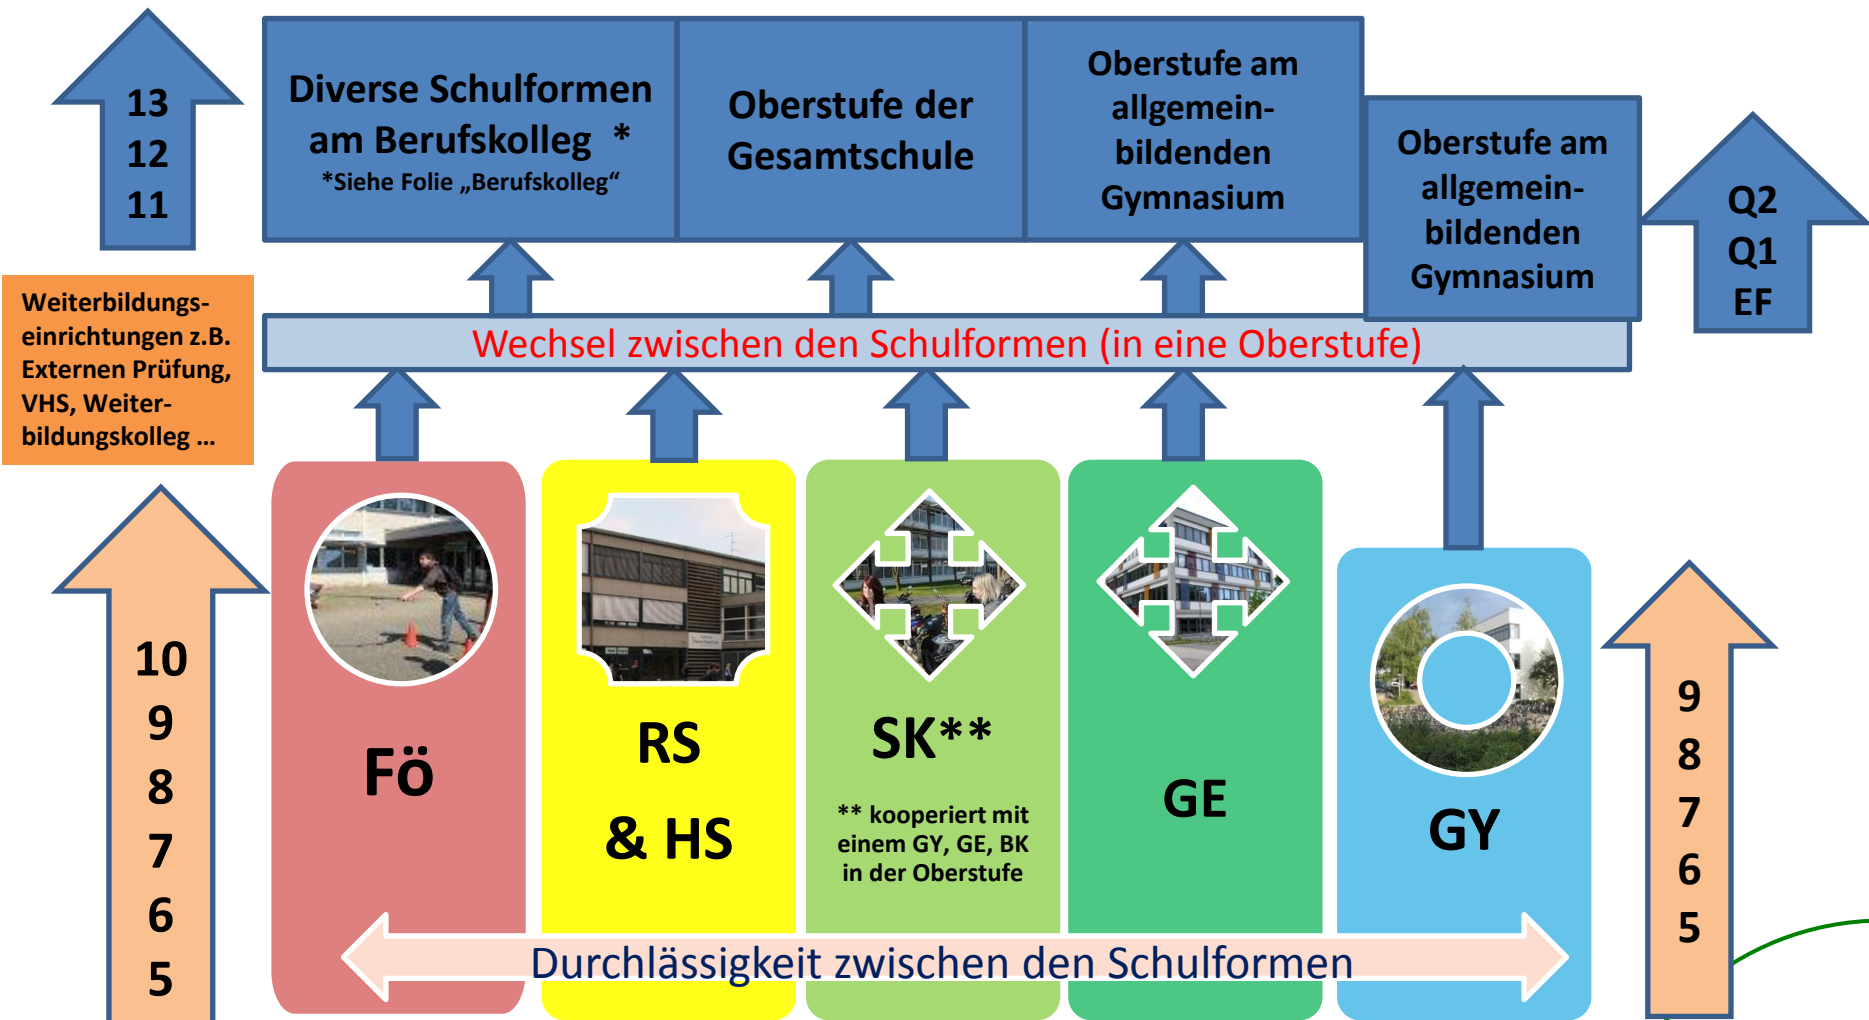 13
12
11
Diverse Schulformen
am Berufskolleg *
*Siehe Folie „Berufskolleg“
Oberstufe der
Gesamtschule
Oberstufe am
allgemein-
bildenden
Gymnasium
Oberstufe am
allgemein-
bildenden
Gymnasium
Q2
Q1
EF
Weiterbildungs-
einrichtungen z.B.
Externen Prüfung,
VHS, Weiter-
bildungskolleg ...
Wechsel zwischen den Schulformen (in eine Oberstufe)
10
9
8
7
6
5
Fö
RS
& HS
SK**
** kooperiert mit
einem GY, GE, BK
in der Oberstufe
GE
GY
9
8
7
6
5
Durchlässigkeit zwischen den Schulformen